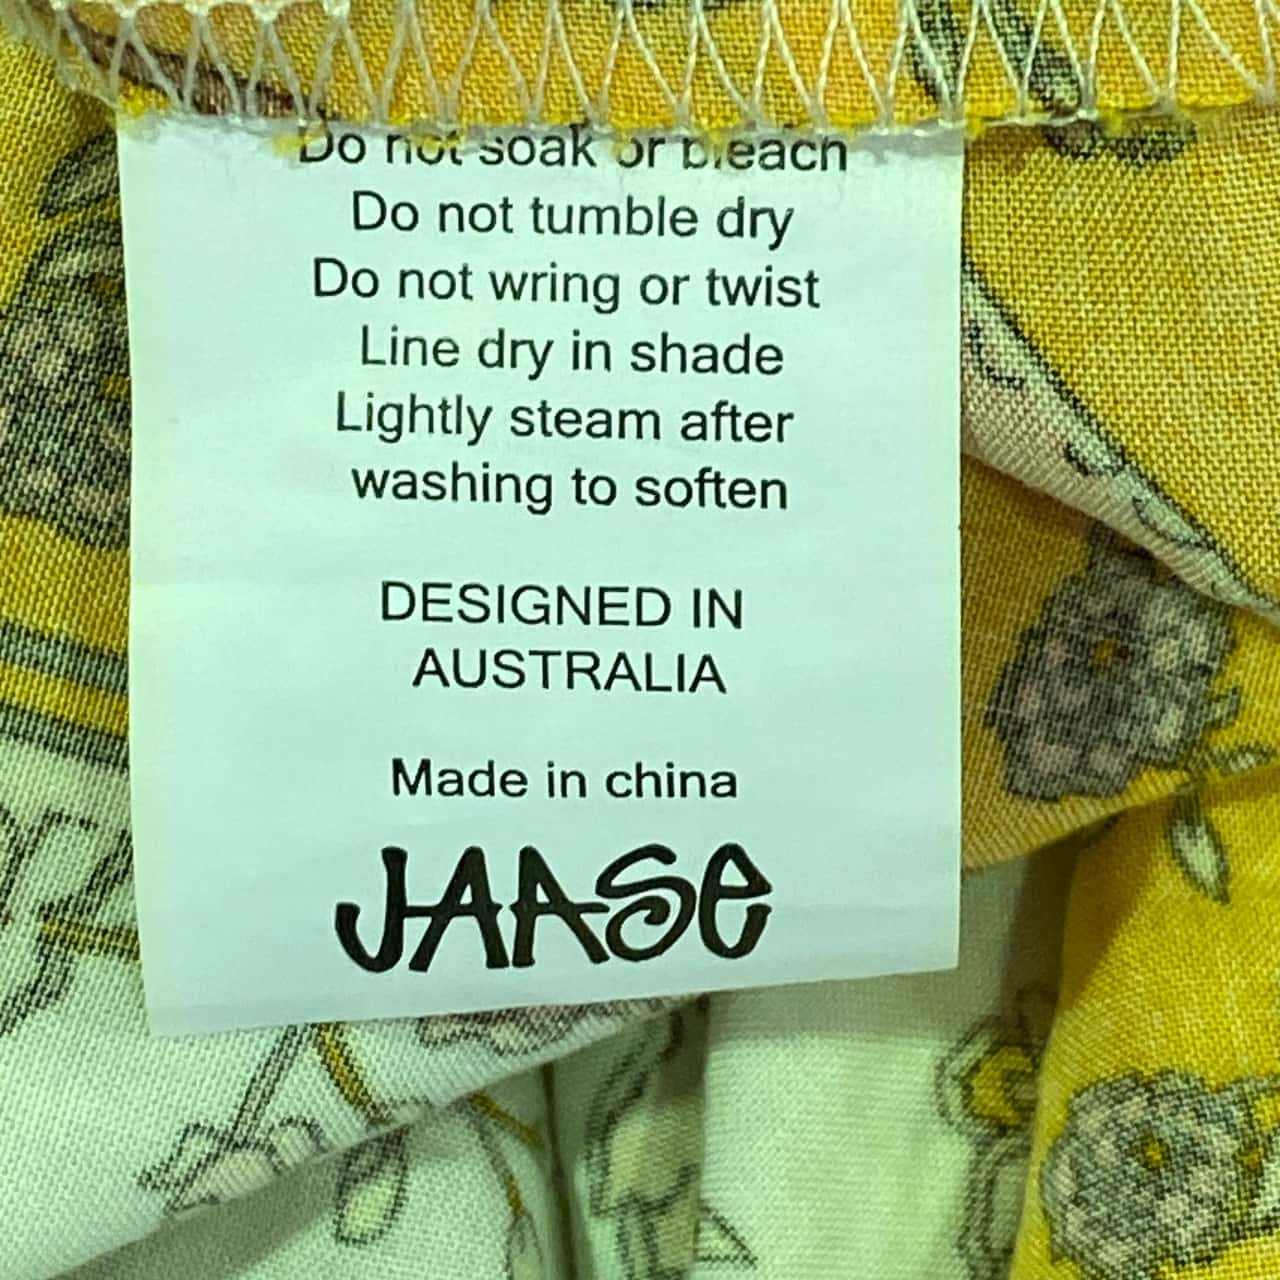 Do not soak or bleach
Do not tumble dry
Do not wring or twist
Line dry in shade
Lightly steam after
washing to soften
DESIGNED IN
AUSTRALIA
Made in china
JAASe